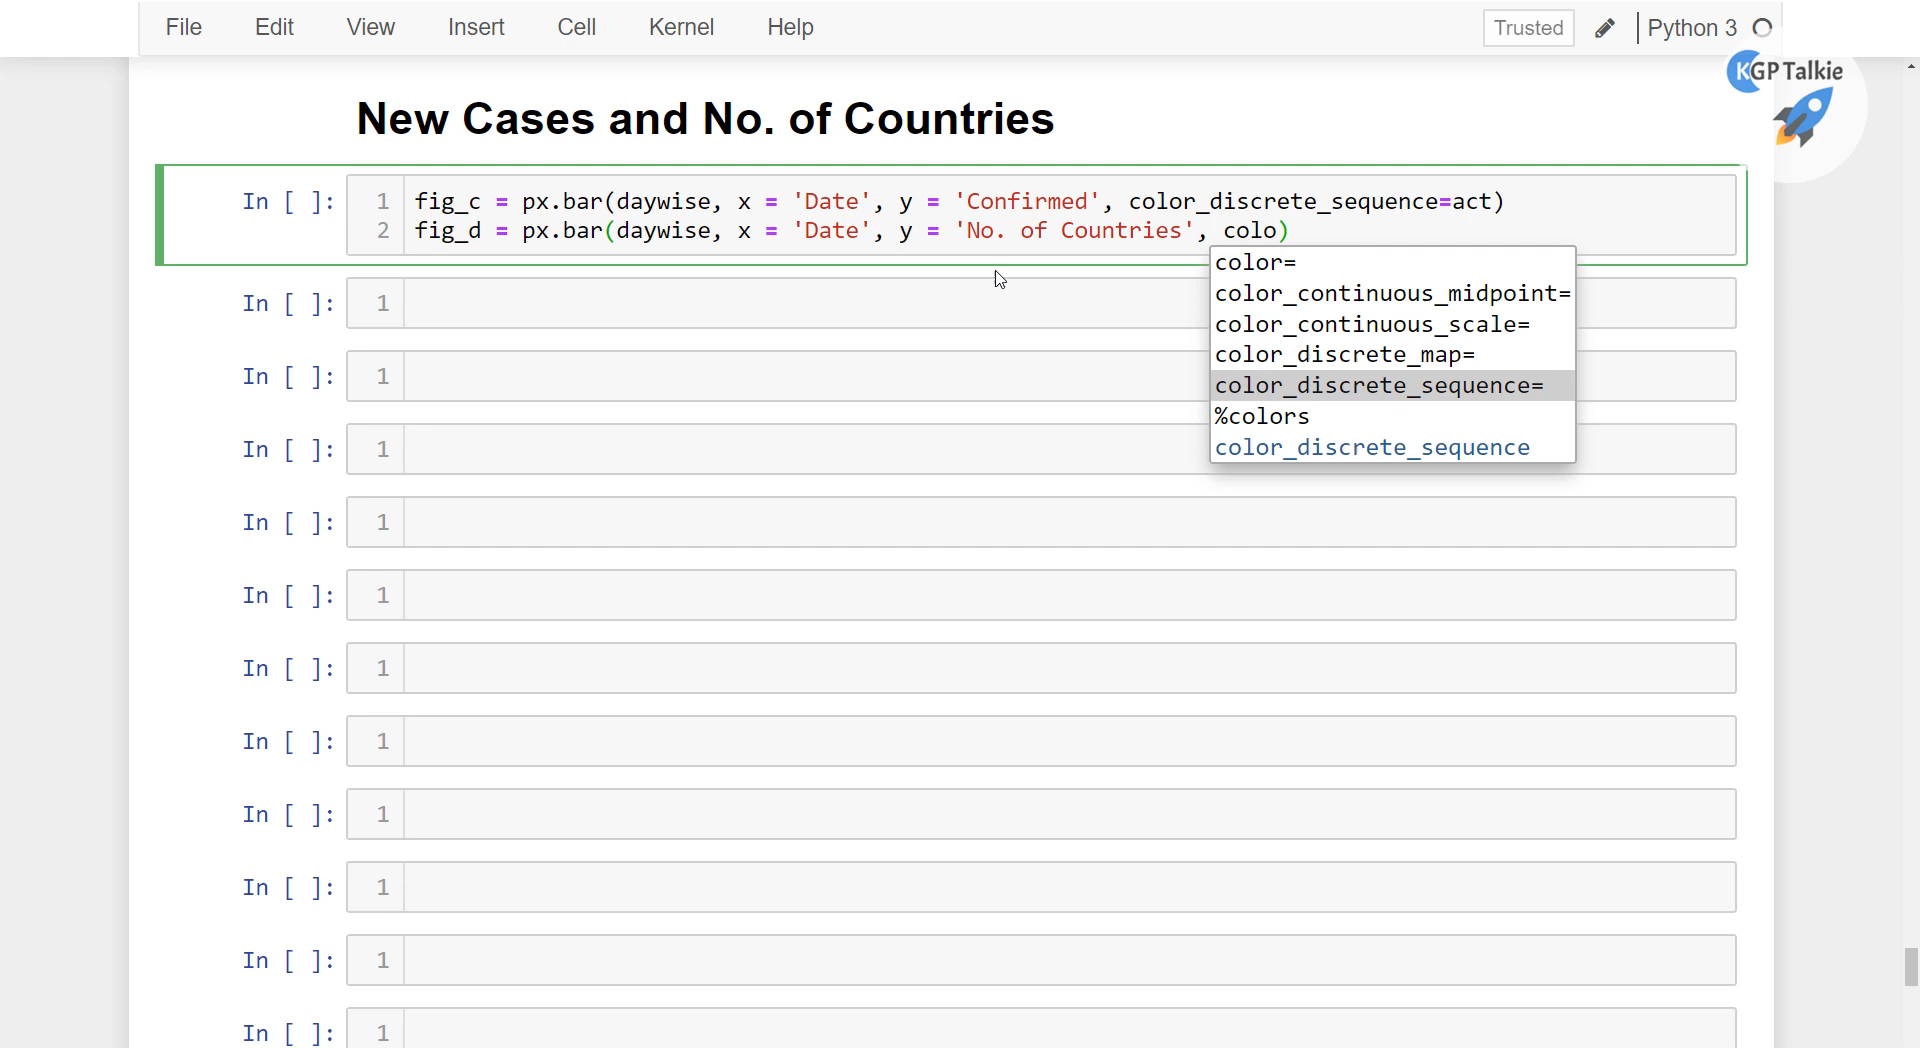 File Edit View Insert Cell Kernel Help Trusted Python 3
KGP Talkie
New Cases and No. of Countries
In [ ]: 1 fig_c = px.bar(daywise, x = 'Date', y = 'Confirmed', color_discrete_sequence=act)
2 fig_d = px.bar(daywise, x = 'Date', y = 'No. of Countries', colo)
color=
color_continuous_midpoint=
color_continuous_scale=
color_discrete_map=
color_discrete_sequence=
%colors
color_discrete_sequence
In [ ]: 1
In [ ]: 1
In [ ]: 1
In [ ]: 1
In [ ]: 1
In [ ]: 1
In [ ]: 1
In [ ]: 1
In [ ]: 1
In [ ]: 1
In [ ]: 1